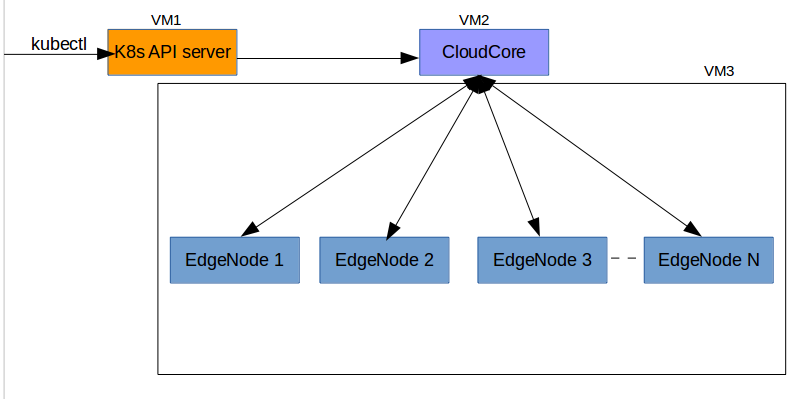 VM1
VM2
kubectl
K8s API server
CloudCore
VM3
EdgeNode 1
EdgeNode 2
EdgeNode 3
EdgeNode N